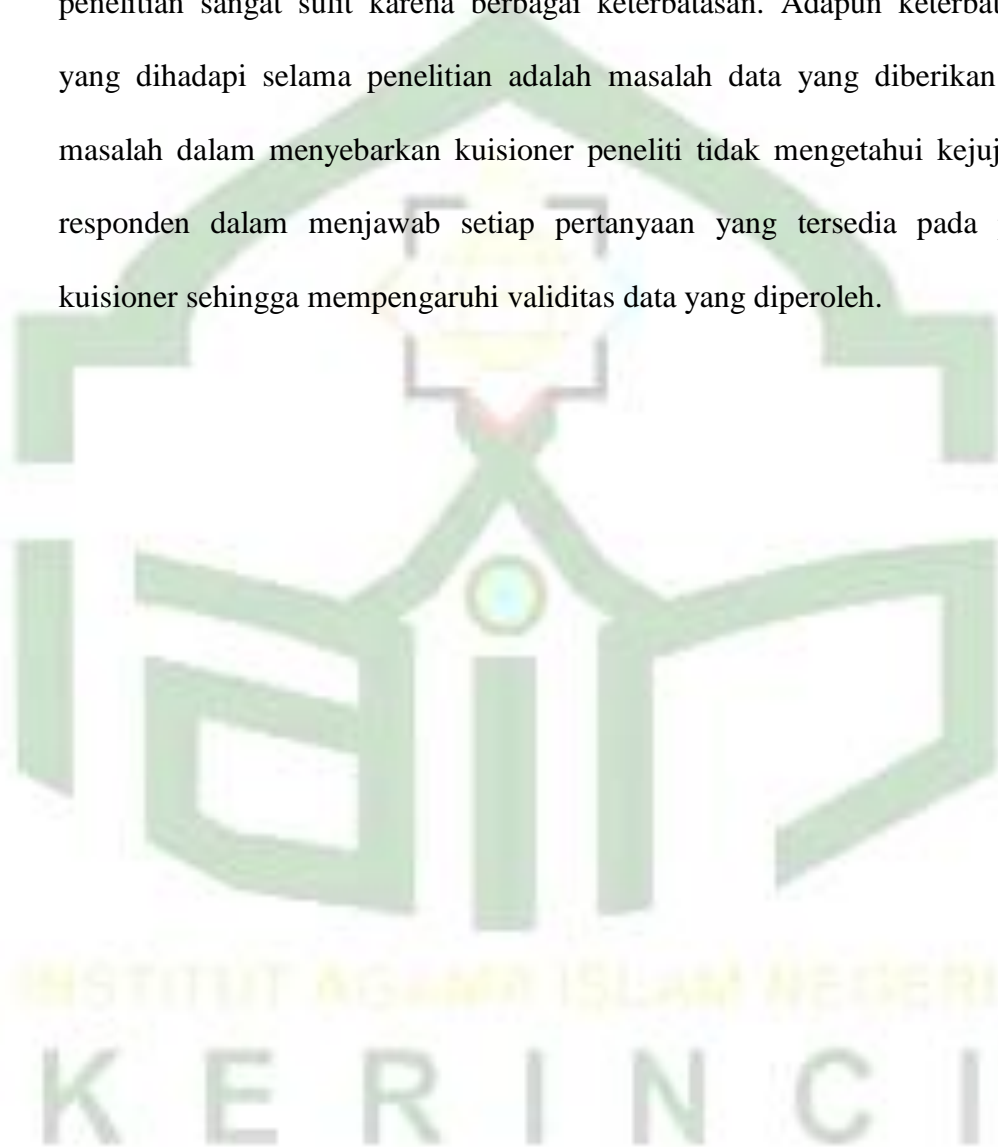 penelitian sangat sulit karena berbagai keterbatasan. Adapun keterbat
yang dihadapi selama penelitian adalah masalah data yang diberikan
masalah dalam menyebarkan kuisioner peneliti tidak mengetahui kejuj
responden dalam menjawab setiap pertanyaan yang tersedia pada
kuisioner sehingga mempengaruhi validitas data yang diperoleh.
iain
INSTITUT AGAMA ISLAM NEGERI
KERINCI